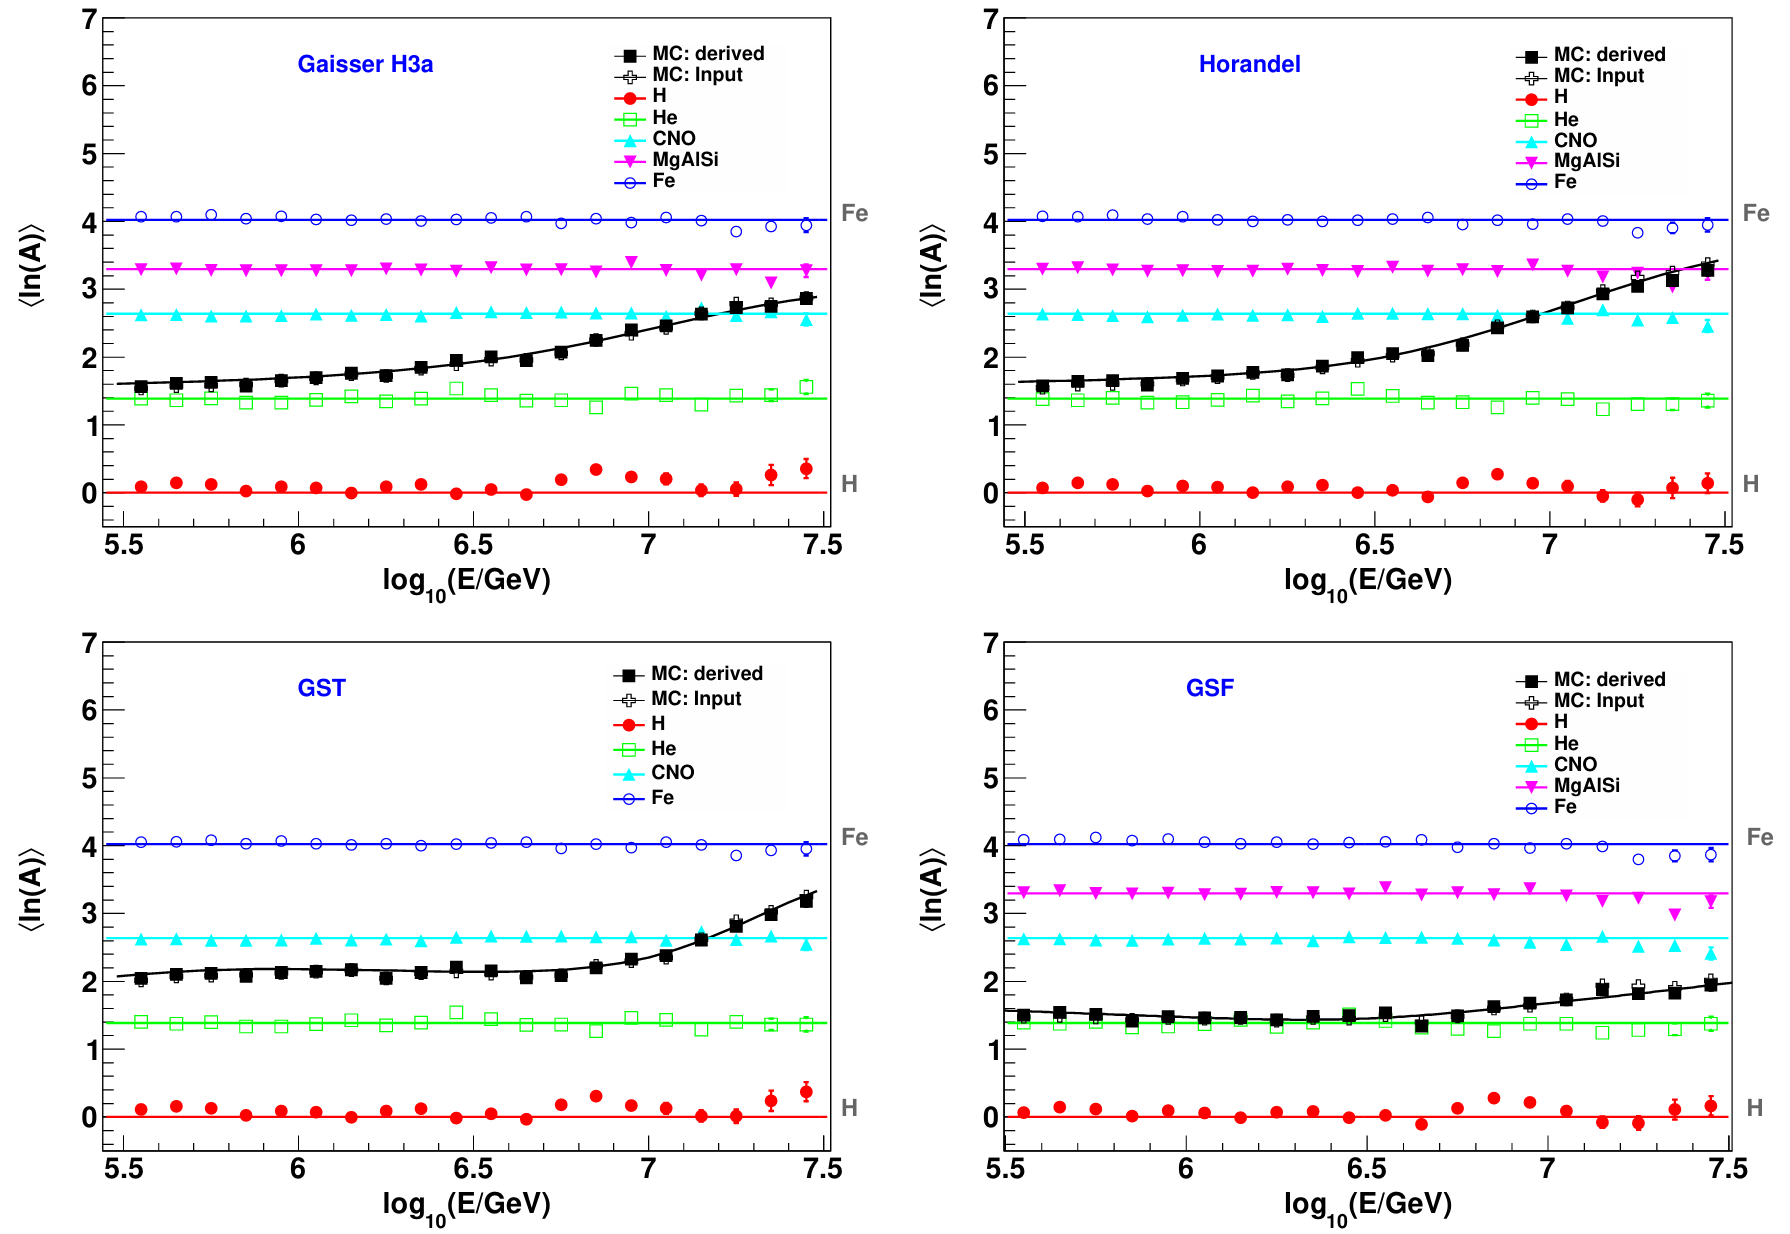 Gaisser H3a
MC: derived
MC: Input
H
He
CNO
MgAlSi
Fe
7
6
5
4
3
2
1
0
⟨ln(A)⟩
Fe
H
5.5 6 6.5 7 7.5
log10(E/GeV)
Horandel
MC: derived
MC: Input
H
He
CNO
MgAlSi
Fe
7
6
5
4
3
2
1
0
⟨ln(A)⟩
Fe
H
5.5 6 6.5 7 7.5
log10(E/GeV)
GST
MC: derived
MC: Input
H
He
CNO
Fe
7
6
5
4
3
2
1
0
⟨ln(A)⟩
Fe
H
5.5 6 6.5 7 7.5
log10(E/GeV)
GSF
MC: derived
MC: Input
H
He
CNO
MgAlSi
Fe
7
6
5
4
3
2
1
0
⟨ln(A)⟩
Fe
H
5.5 6 6.5 7 7.5
log10(E/GeV)